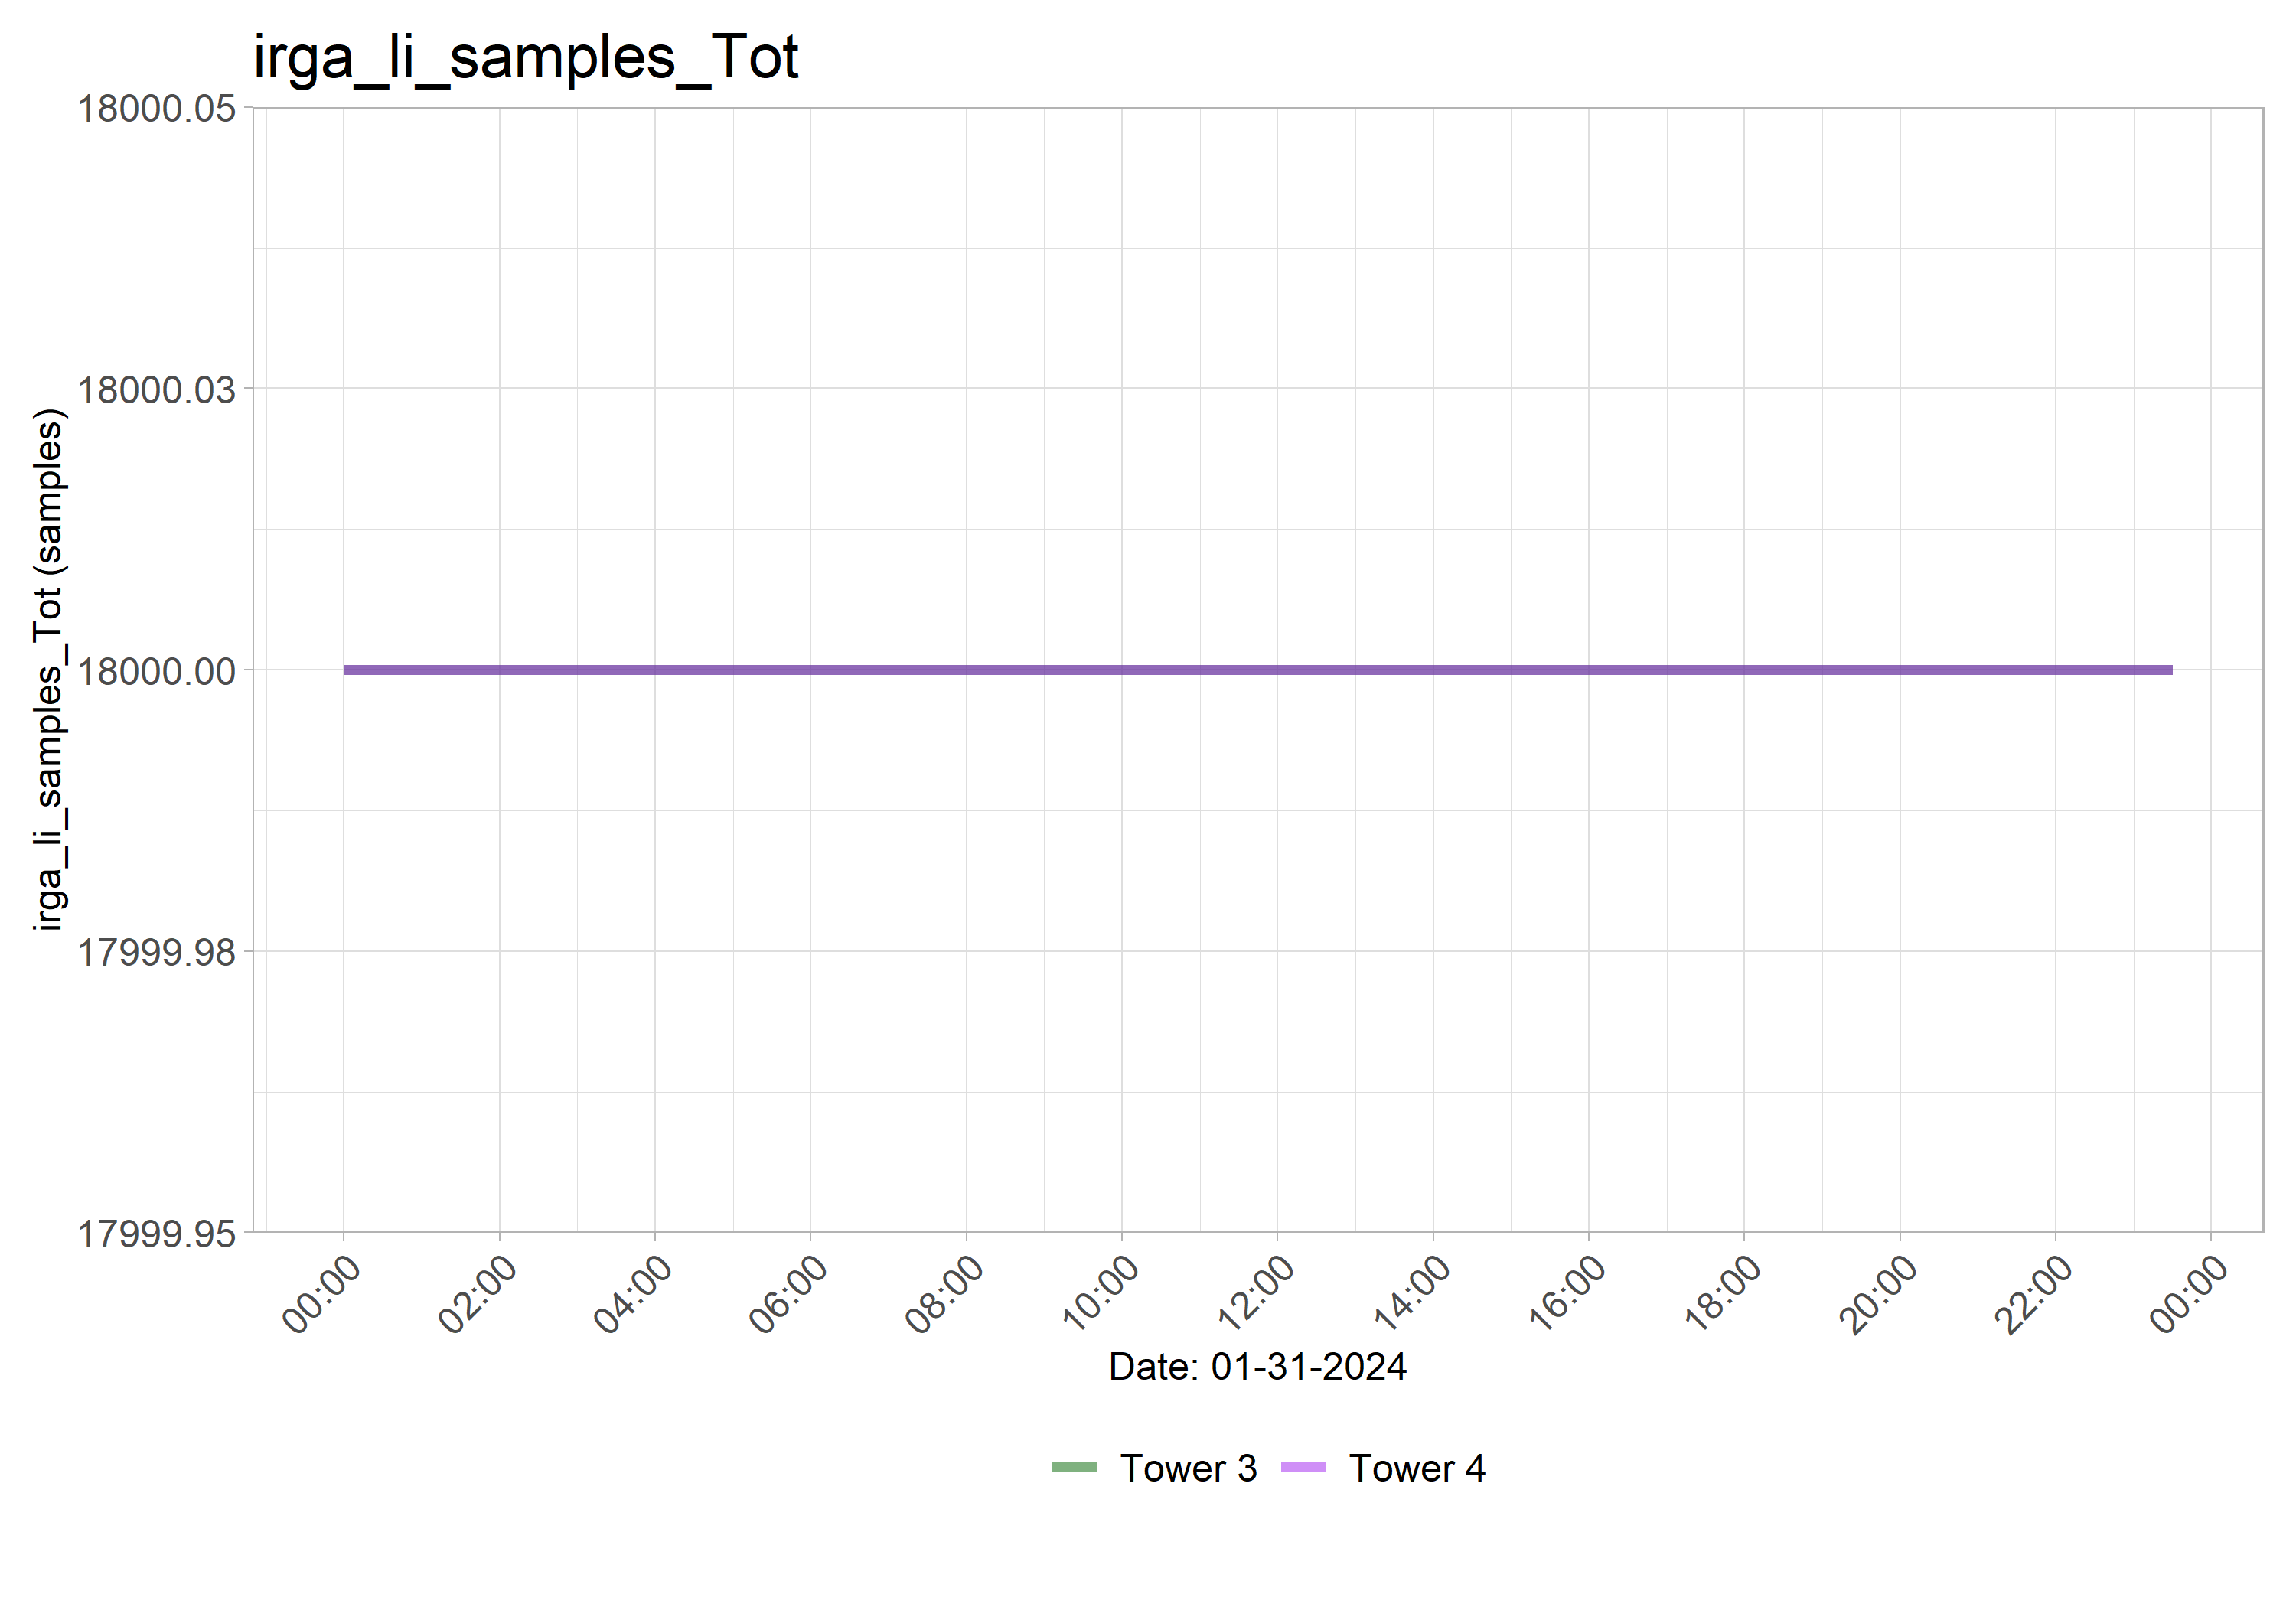 irga_li_samples_Tot
irga_li_samples_Tot (samples)
18000.05
18000.03
18000.00
17999.98
17999.95
00:00 02:00 04:00 06:00 08:00 10:00 12:00 14:00 16:00 18:00 20:00 22:00 00:00
Date: 01-31-2024
Tower 3 Tower 4